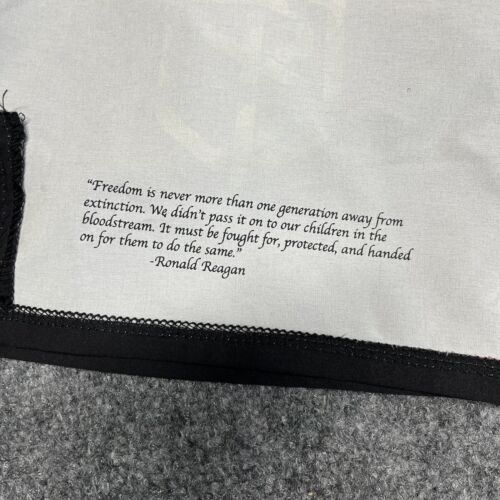 “Freedom is never more than one generation away from
extinction. We didn't pass it on to our children in the
bloodstream. It must be fought for, protected, and handed
on for them to do the same.”
-Ronald Reagan